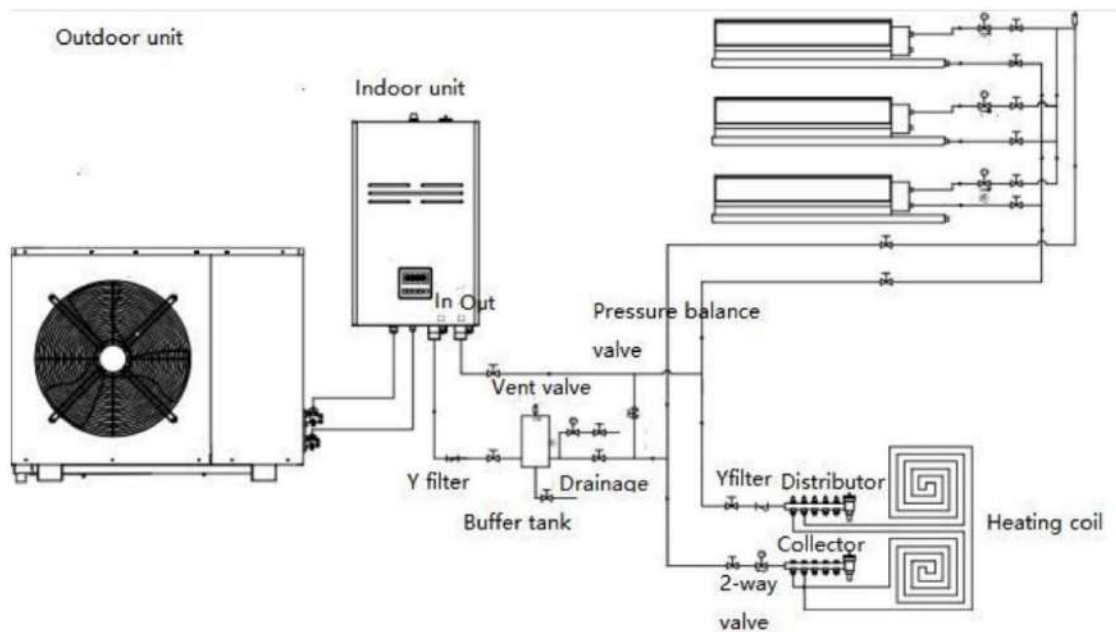 Outdoor unit
Indoor unit
In Out
Pressure balance
valve
Vent valve
Y filter
Drainage
Buffer tank
Yfilter Distributor
Heating coil
Collector
2-way
valve